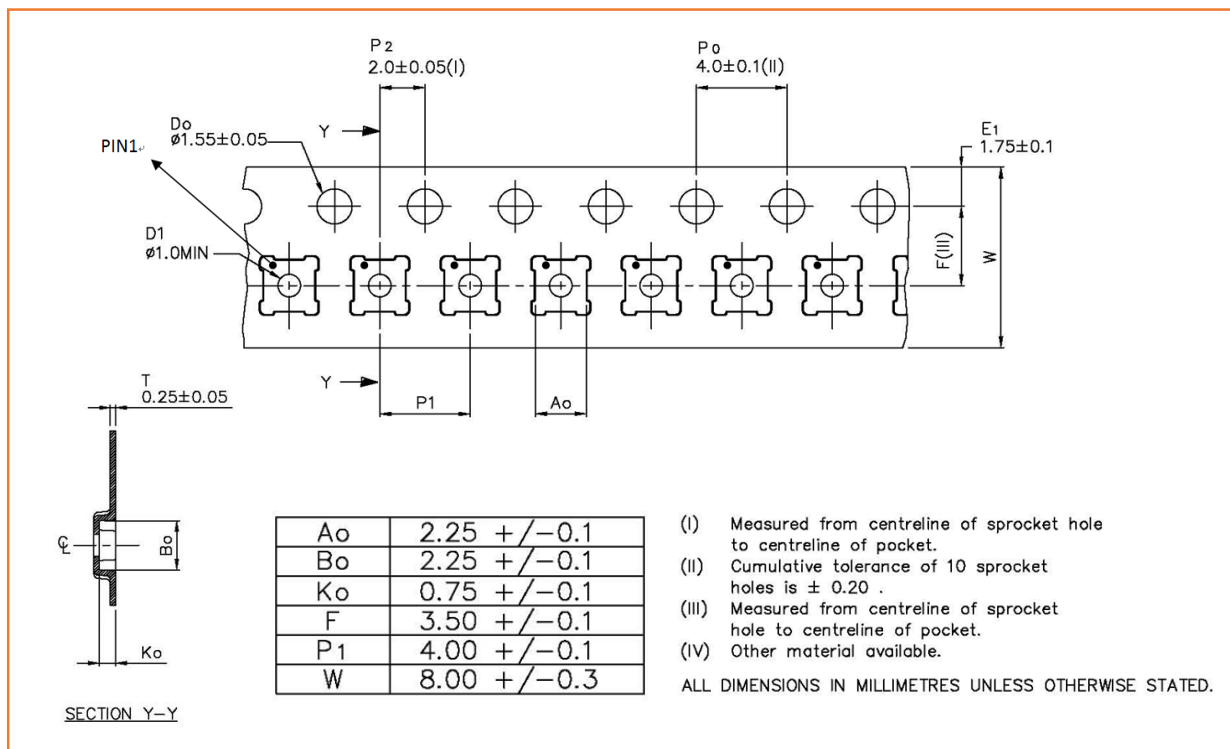 P2
2.0±0.05(I)
Po
4.0±0.1(II)
Do
ø1.55±0.05
Y
E1
1.75±0.1
PIN1
D1
ø1.0MIN
F(III)
W
Y
P1
Ao
T
0.25±0.05
℄
Bo
Ko
SECTION Y-Y
Ao 2.25 +/-0.1
Bo 2.25 +/-0.1
Ko 0.75 +/-0.1
F 3.50 +/-0.1
P1 4.00 +/-0.1
W 8.00 +/-0.3
(I) Measured from centreline of sprocket hole
to centreline of pocket.
(II) Cumulative tolerance of 10 sprocket
holes is ± 0.20 .
(III) Measured from centreline of sprocket
hole to centreline of pocket.
(IV) Other material available.
ALL DIMENSIONS IN MILLIMETRES UNLESS OTHERWISE STATED.